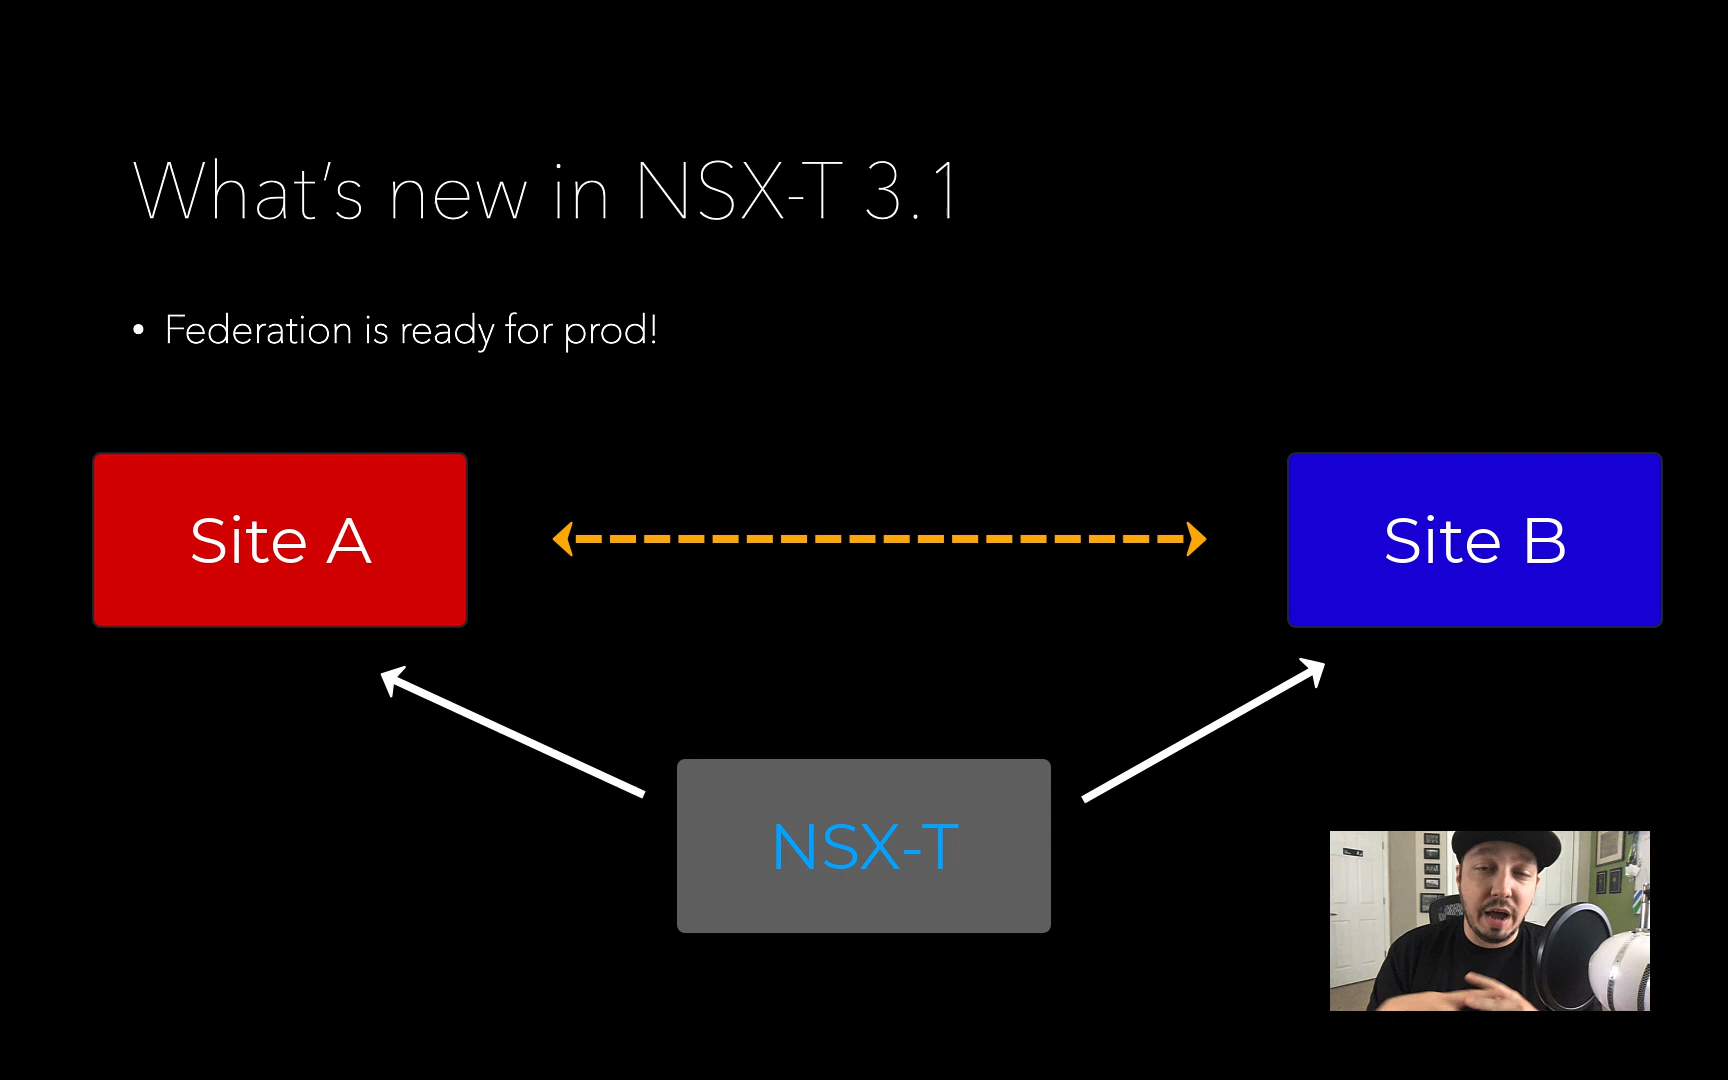 What's new in NSX-T 3.1
• Federation is ready for prod!
Site A
Site B
NSX-T